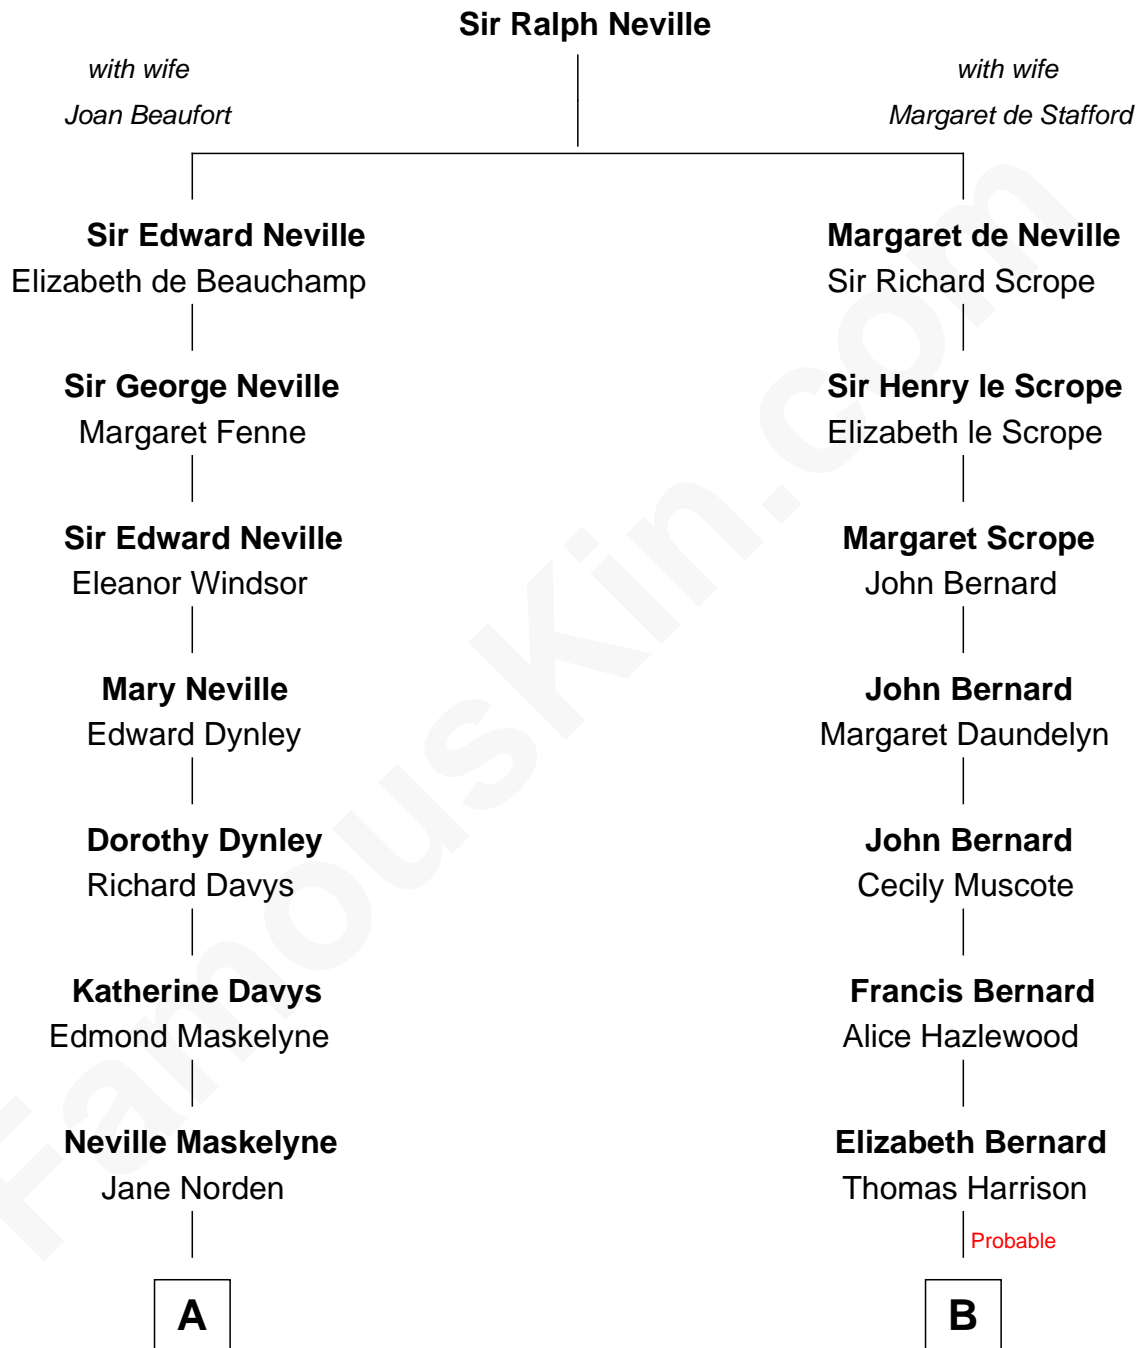 Sir Ralph Neville
with wife
Joan Beaufort
with wife
Margaret de Stafford
Sir Edward Neville
Elizabeth de Beauchamp
Margaret de Neville
Sir Richard Scrope
Sir George Neville
Margaret Fenne
Sir Henry le Scrope
Elizabeth le Scrope
Sir Edward Neville
Eleanor Windsor
Margaret Scrope
John Bernard
Mary Neville
Edward Dynley
John Bernard
Margaret Daundelyn
Dorothy Dynley
Richard Davys
John Bernard
Cecily Muscote
Katherine Davys
Edmond Maskelyne
Francis Bernard
Alice Hazlewood
Neville Maskelyne
Jane Norden
Elizabeth Bernard
Thomas Harrison
Probable
A
B
FamousKin.com